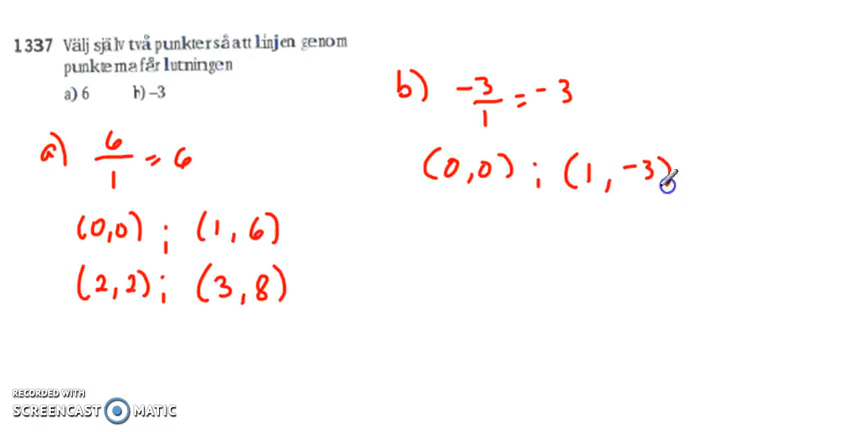 1337 Välj själv två punkter så att linjen genom
punkterna får lutningen
a) 6 b) -3
a) 6/1 = 6
(0,0) ; (1,6)
(2,2) ; (3,8)
b) -3/1 = -3
(0,0) ; (1,-3)
RECORDED WITH
SCREENCAST MATIC